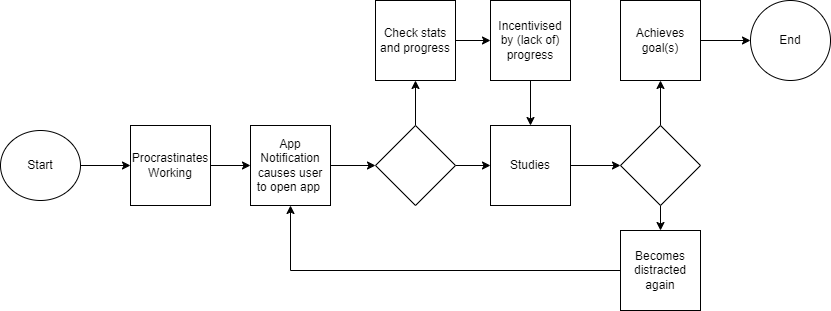 Check stats
and progress
Incentivised
by (lack of)
progress
Achieves
goal(s)
End
Start
Procrastinates
Working
App
Notification
causes user
to open app
Studies
Becomes
distracted
again